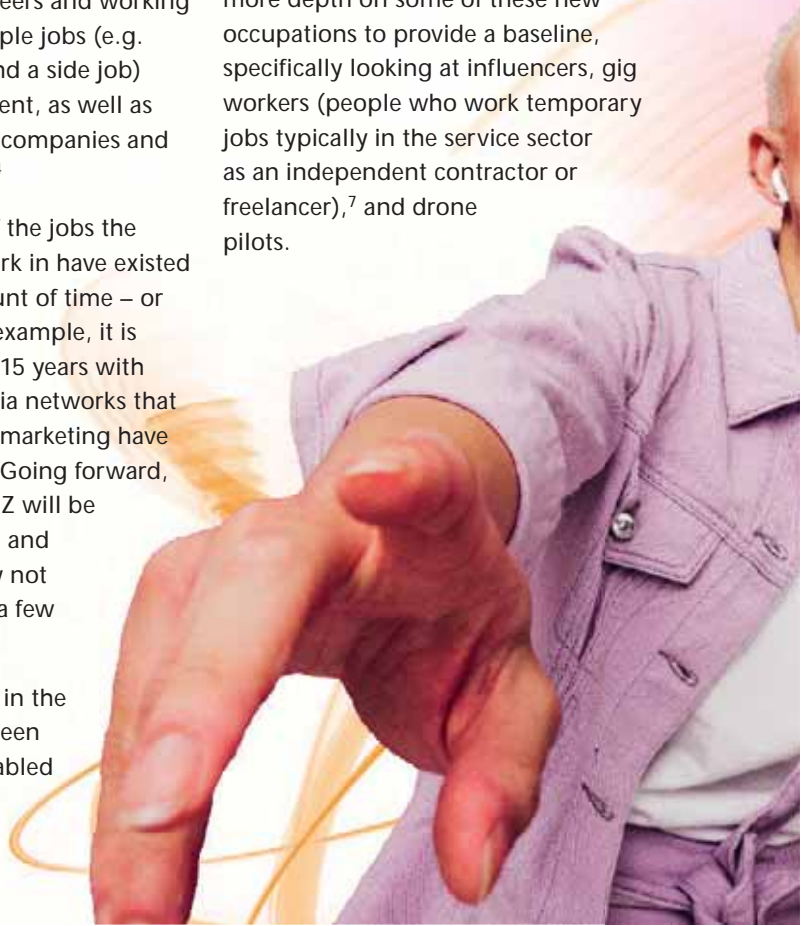 eers and working
ple jobs (e.g.
nd a side job)
ent, as well as
companies and
the jobs the
rk in have existed
unt of time – or
example, it is
15 years with
ia networks that
marketing have
Going forward,
Z will be
and
not
a few
in the
een
abled
more depth on some of these new
occupations to provide a baseline,
specifically looking at influencers, gig
workers (people who work temporary
jobs typically in the service sector
as an independent contractor or
freelancer),⁷ and drone
pilots.